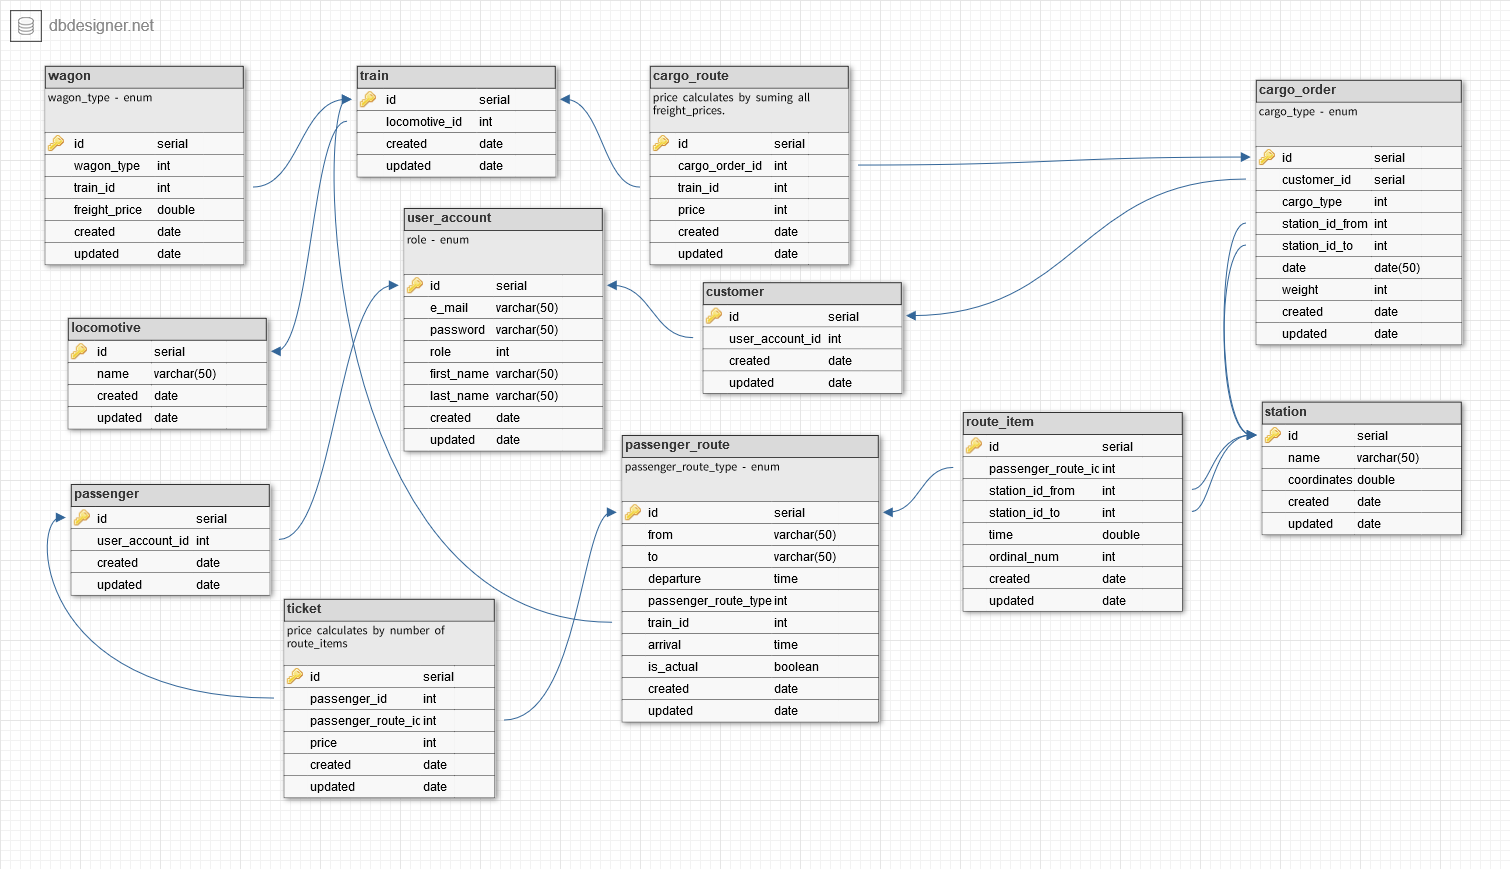 dbdesigner.net
wagon
wagon_type - enum
id serial
wagon_type int
train_id int
freight_price double
created date
updated date
train
id serial
locomotive_id int
created date
updated date
cargo_route
price calculates by suming all
freight_prices.
id serial
cargo_order_id int
train_id int
price int
created date
updated date
cargo_order
cargo_type - enum
id serial
customer_id serial
cargo_type int
station_id_from int
station_id_to int
date date(50)
weight int
created date
updated date
user_account
role - enum
id serial
e_mail varchar(50)
password varchar(50)
role int
first_name varchar(50)
last_name varchar(50)
created date
updated date
customer
id serial
user_account_id int
created date
updated date
locomotive
id serial
name varchar(50)
created date
updated date
station
id serial
name varchar(50)
coordinates double
created date
updated date
route_item
id serial
passenger_route_ic int
station_id_from int
station_id_to int
time double
ordinal_num int
created date
updated date
passenger_route
passenger_route_type - enum
id serial
from varchar(50)
to varchar(50)
departure time
passenger_route_type int
train_id int
arrival time
is_actual boolean
created date
updated date
passenger
id serial
user_account_id int
created date
updated date
ticket
price calculates by number of
route_items
id serial
passenger_id int
passenger_route_ic int
price int
created date
updated date